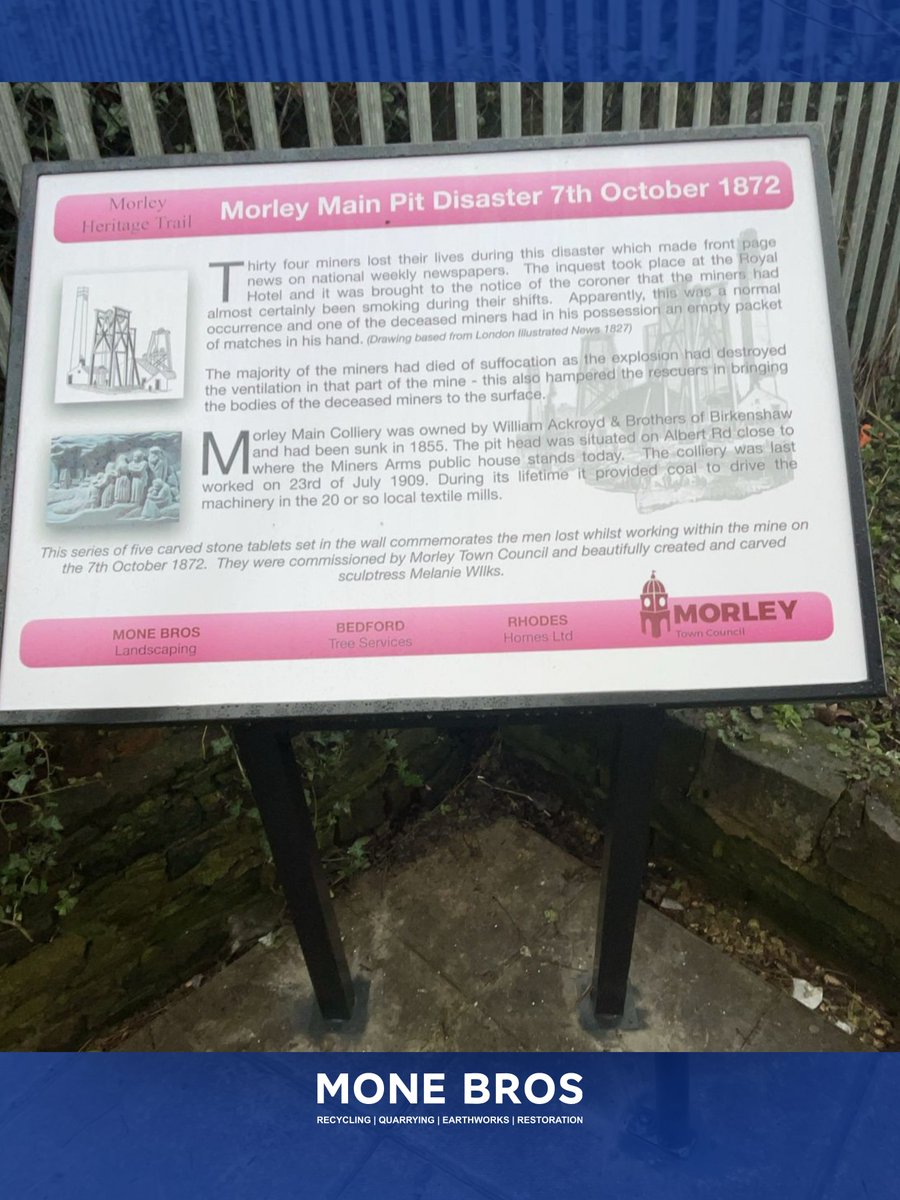 Morley
Heritage Trail
Morley Main Pit Disaster 7th October 1872
Thirty four miners lost their lives during this disaster which made front page
news on national weekly newspapers. The inquest took place at the Royal
Hotel and it was brought to the notice of the coroner that the miners had
almost certainly been smoking during their shifts. Apparently, this was a normal
occurrence and one of the deceased miners had in his possession an empty packet
of matches in his hand. (Drawing based from London Illustrated News 1827)
The majority of the miners had died of suffocation as the explosion had destroyed
the ventilation in that part of the mine - this also hampered the rescuers in bringing
the bodies of the deceased miners to the surface.
Morley Main Colliery was owned by William Ackroyd & Brothers of Birkenshaw
and had been sunk in 1855. The pit head was situated on Albert Rd close to
where the Miners Arms public house stands today. The colliery was last
worked on 23rd of July 1909. During its lifetime it provided coal to drive the
machinery in the 20 or so local textile mills.
This series of five carved stone tablets set in the wall commemorates the men lost whilst working within the mine on
the 7th October 1872. They were commissioned by Morley Town Council and beautifully created and carved
sculptress Melanie WIlks.
MONE BROS
Landscaping
BEDFORD
Tree Services
RHODES
Homes Ltd
MORLEY
Town Council
MONE BROS
RECYCLING | QUARRYING | EARTHWORKS | RESTORATION